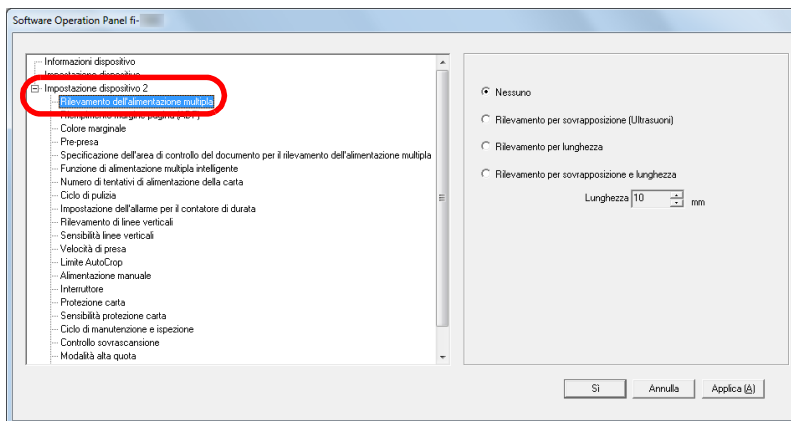 Software Operation Panel fi-
Informazioni dispositivo
Impostazione dispositivo
Impostazione dispositivo 2
Rilevamento dell'alimentazione multipla
Riempimento margine pagina (ADF)
Colore marginale
Pre-presa
Specificazione dell'area di controllo del documento per il rilevamento dell'alimentazione multipla
Funzione di alimentazione multipla intelligente
Numero di tentativi di alimentazione della carta
Ciclo di pulizia
Impostazione dell'allarme per il contatore di durata
Rilevamento di linee verticali
Sensibilità linee verticali
Velocità di presa
Limite AutoCrop
Alimentazione manuale
Interruttore
Protezione carta
Sensibilità protezione carta
Ciclo di manutenzione e ispezione
Controllo sovrascansione
Modalità alta quota
Nessuno
Rilevamento per sovrapposizione (Ultrasuoni)
Rilevamento per lunghezza
Rilevamento per sovrapposizione e lunghezza
Lunghezza 10 mm
Sì Annulla Applica (A)